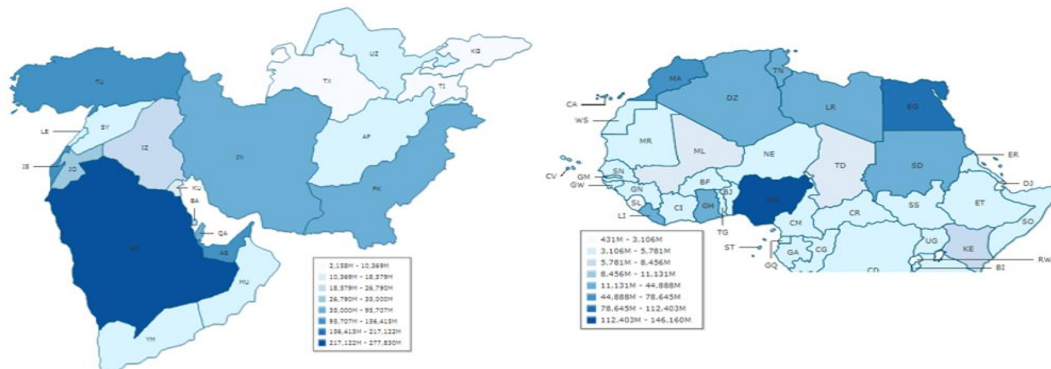 UZ
KG
TX
TI
TU
LE
BY
AF
IZ
IS
JO
IN
PK
KU
BA
QA
SA
AE
MU
YM
2,158M - 10,369M
10,369M - 18,579M
18,579M - 26,790M
26,790M - 35,000M
35,000M - 95,707M
95,707M - 156,415M
156,415M - 217,122M
217,122M - 277,830M
MA
TN
DZ
LR
EG
CA
WS
MR
ML
NE
TD
SD
ER
CV
SN
GM
GW
GN
BF
BJ
DJ
SL
CI
GH
LI
TG
CM
CR
SS
ET
SO
ST
GQ
GA
CG
CD
UG
KE
RW
BI
431M - 3.106M
3.106M - 5.781M
5.781M - 8.456M
8.456M - 11.131M
11.131M - 44.888M
44.888M - 78.645M
78.645M - 112.403M
112.403M - 146.160M